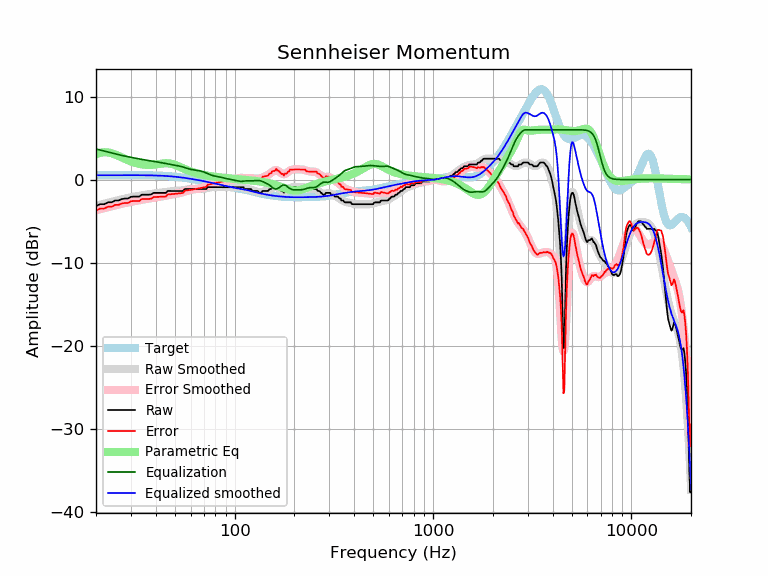 Sennheiser Momentum
Amplitude (dBr)
10
0
−10
−20
−30
−40
Target
Raw Smoothed
Error Smoothed
Raw
Error
Parametric Eq
Equalization
Equalized smoothed
100 1000 10000
Frequency (Hz)